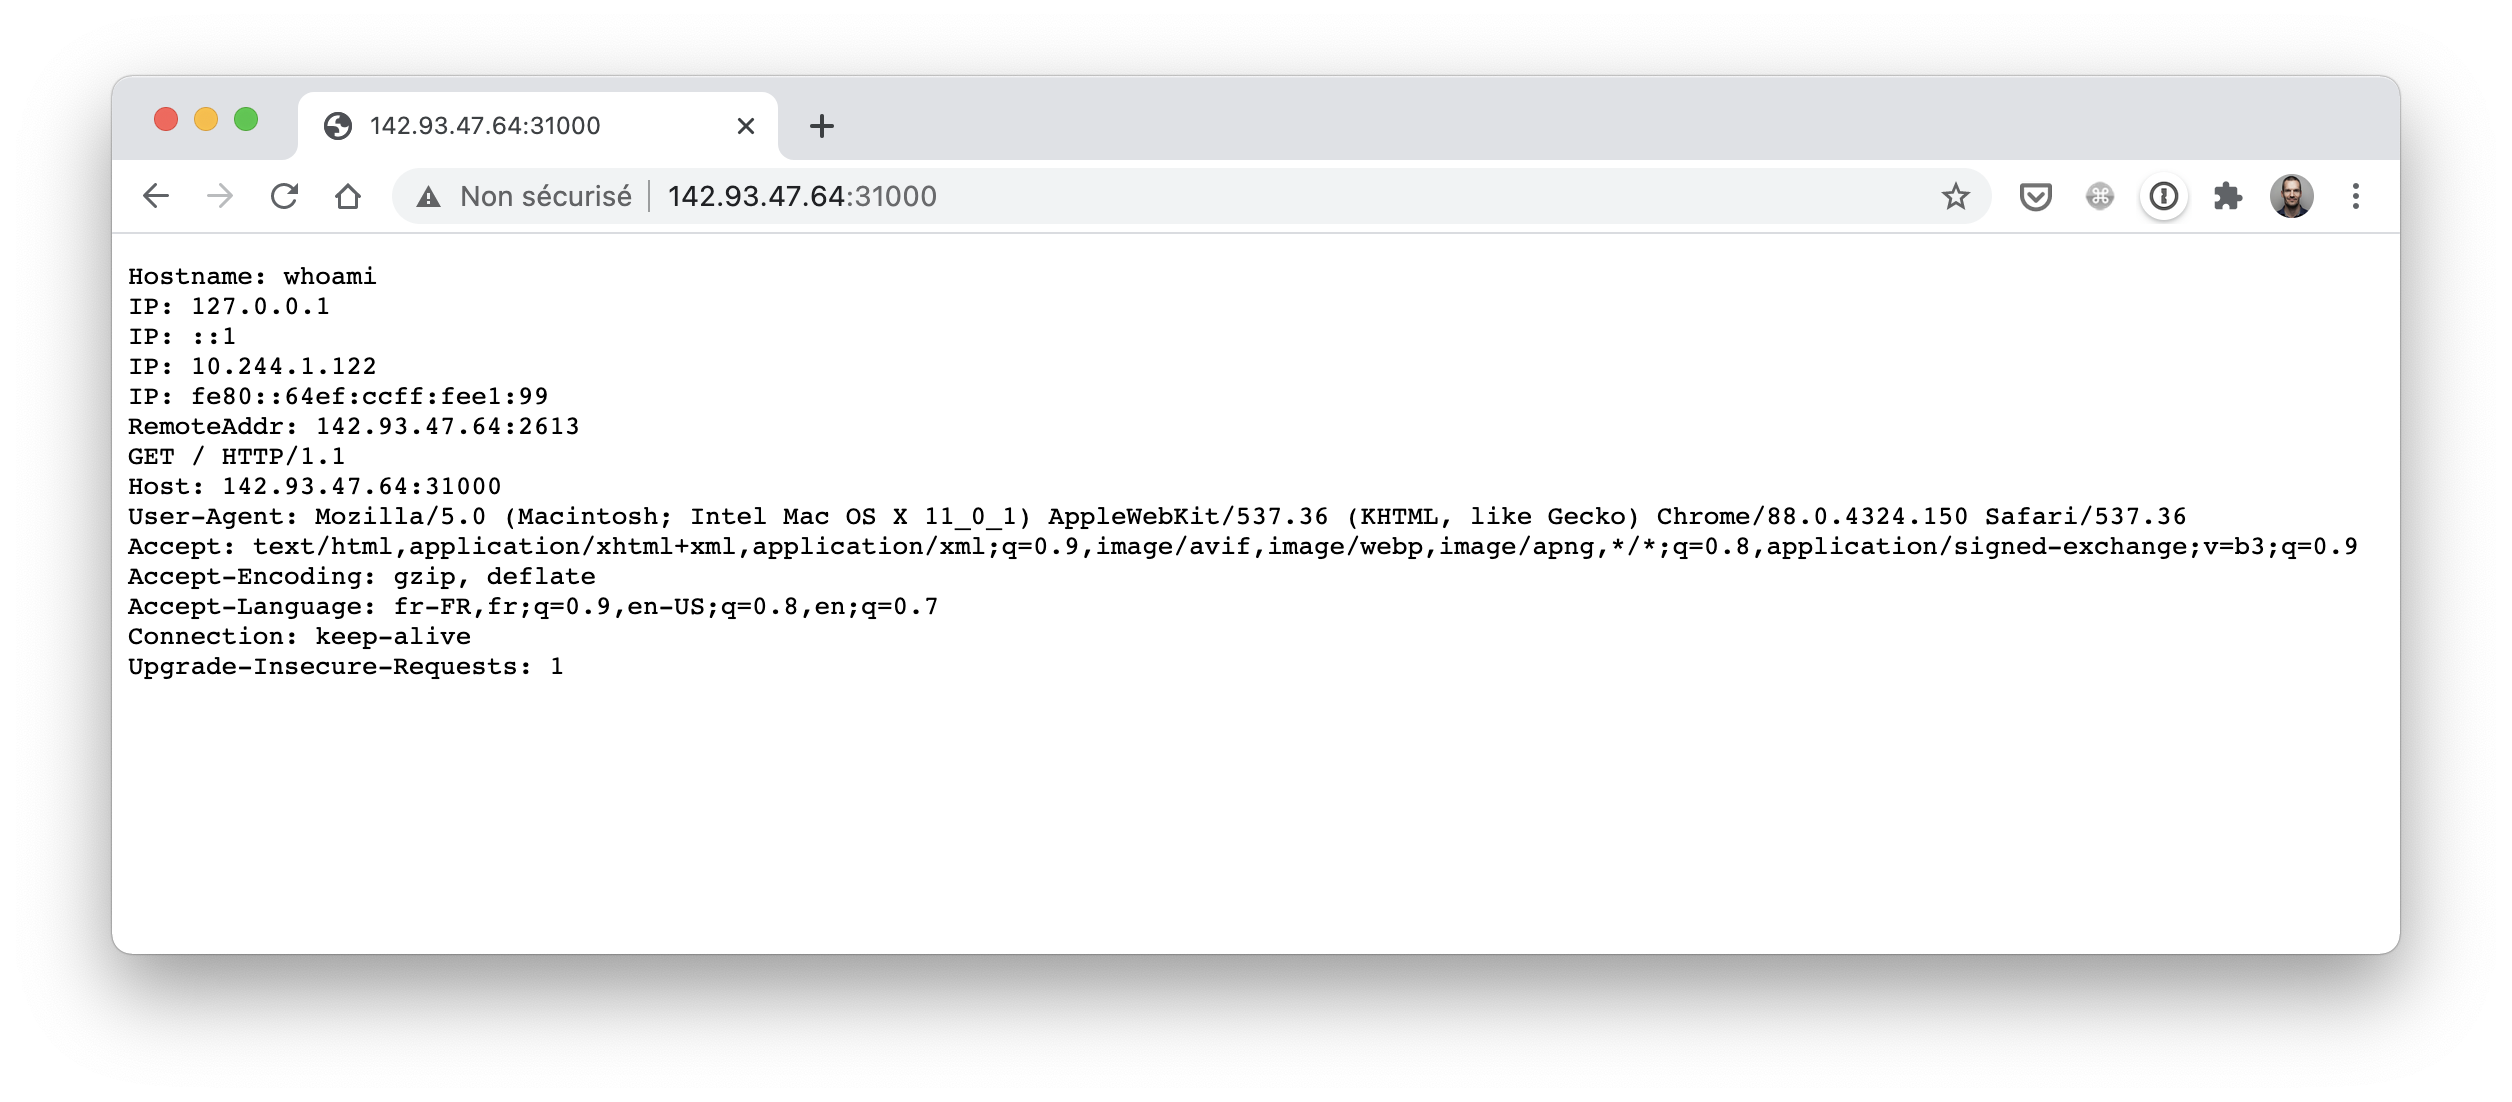 142.93.47.64:31000
Non sécurisé | 142.93.47.64:31000
Hostname: whoami
IP: 127.0.0.1
IP: ::1
IP: 10.244.1.122
IP: fe80::64ef:ccff:fee1:99
RemoteAddr: 142.93.47.64:2613
GET / HTTP/1.1
Host: 142.93.47.64:31000
User-Agent: Mozilla/5.0 (Macintosh; Intel Mac OS X 11_0_1) AppleWebKit/537.36 (KHTML, like Gecko) Chrome/88.0.4324.150 Safari/537.36
Accept: text/html,application/xhtml+xml,application/xml;q=0.9,image/avif,image/webp,image/apng,*/*;q=0.8,application/signed-exchange;v=b3;q=0.9
Accept-Encoding: gzip, deflate
Accept-Language: fr-FR,fr;q=0.9,en-US;q=0.8,en;q=0.7
Connection: keep-alive
Upgrade-Insecure-Requests: 1